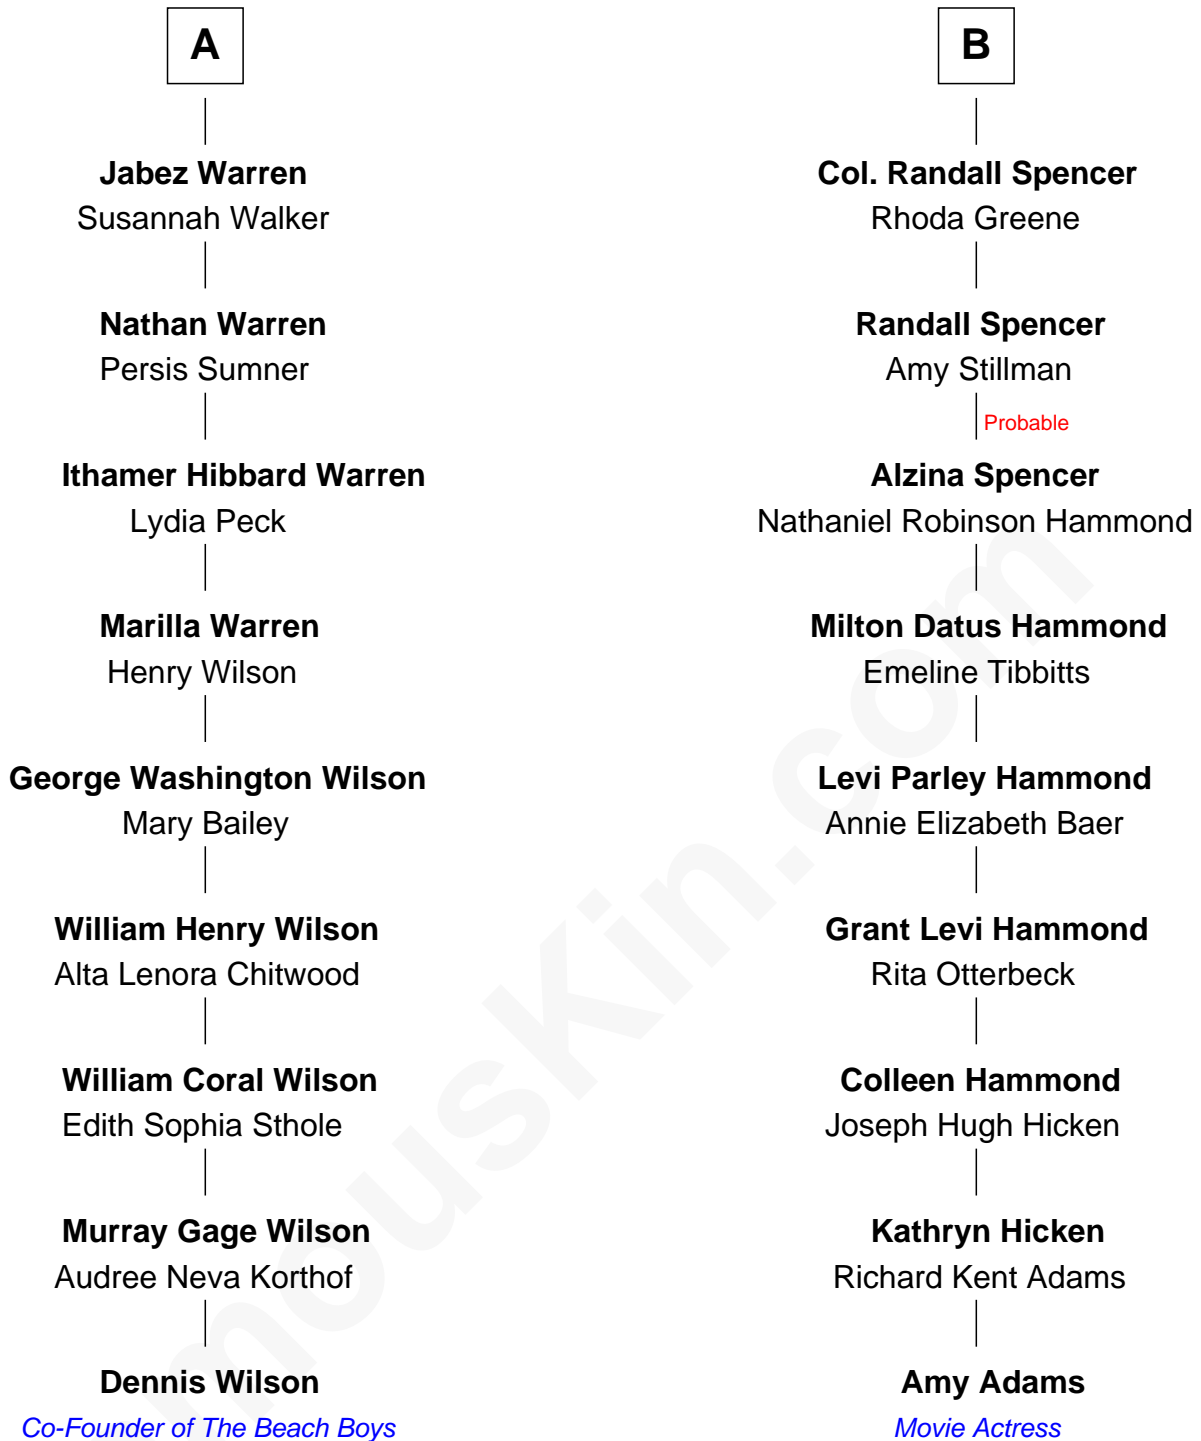 A
Jabez Warren
Susannah Walker
Nathan Warren
Persis Sumner
Ithamer Hibbard Warren
Lydia Peck
Marilla Warren
Henry Wilson
George Washington Wilson
Mary Bailey
William Henry Wilson
Alta Lenora Chitwood
William Coral Wilson
Edith Sophia Sthole
Murray Gage Wilson
Audree Neva Korthof
Dennis Wilson
Co-Founder of The Beach Boys
B
Col. Randall Spencer
Rhoda Greene
Randall Spencer
Amy Stillman
Probable
Alzina Spencer
Nathaniel Robinson Hammond
Milton Datus Hammond
Emeline Tibbitts
Levi Parley Hammond
Annie Elizabeth Baer
Grant Levi Hammond
Rita Otterbeck
Colleen Hammond
Joseph Hugh Hicken
Kathryn Hicken
Richard Kent Adams
Amy Adams
Movie Actress
mousKin.com